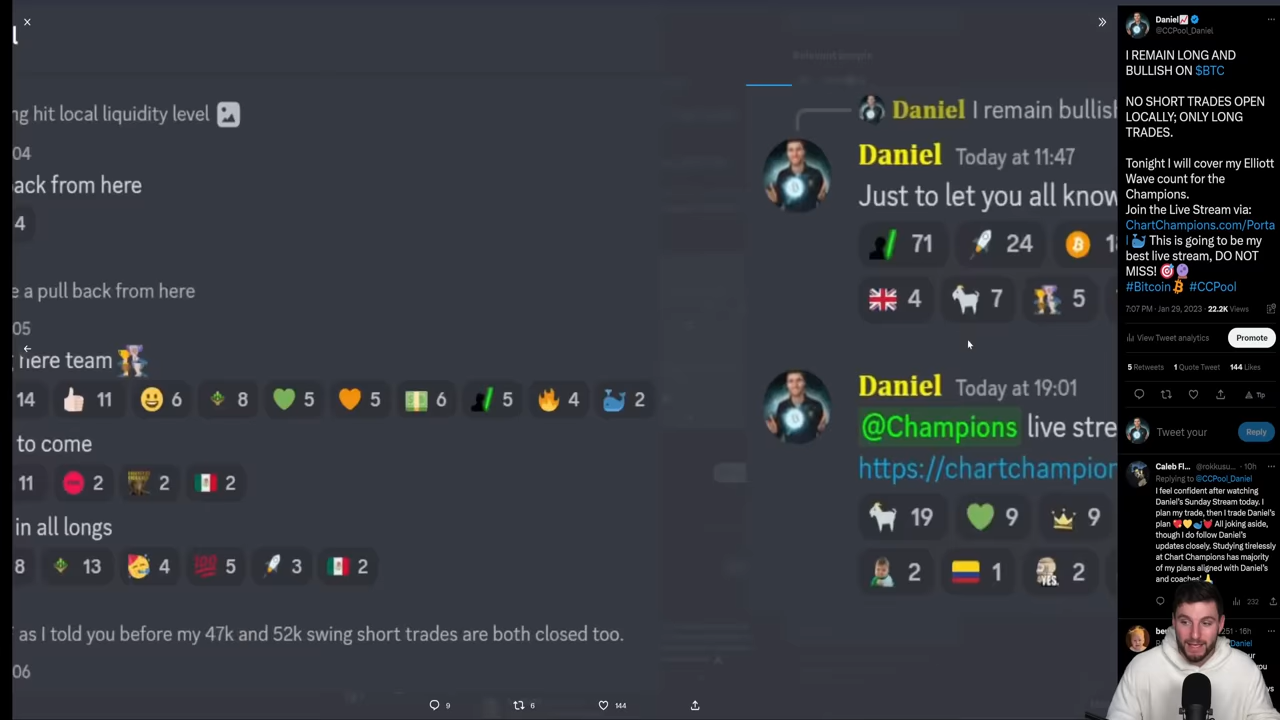 ng hit local liquidity level
04
ack from here
4
e a pull back from here
05
here team
14 11 6 8 5 5 6 5 4 2
to come
11 2 2 2
in all longs
8 13 4 5 3 2
as I told you before my 47k and 52k swing short trades are both closed too.
06
Daniel I remain bullish
Daniel Today at 11:47
Just to let you all know
71 24
4 7 5
Daniel Today at 19:01
@Champions live stre
https://chartchampion
19 9 9
2 1 2
9 6 144
Daniel
@CCPool_Daniel
I REMAIN LONG AND
BULLISH ON $BTC
NO SHORT TRADES OPEN
LOCALLY; ONLY LONG
TRADES.
Tonight I will cover my Elliott
Wave count for the
Champions.
Join the Live Stream via:
ChartChampions.com/Porta
l This is going to be my
best live stream, DO NOT
MISS!
#Bitcoin #CCPool
7:07 PM · Jan 29, 2023 · 22.2K Views
View Tweet analytics Promote
5 Retweets 1 Quote Tweet 144 Likes
Tip
Tweet your Reply
Caleb Fl... @rokkusu... · 10h
Replying to @CCPool_Daniel
I feel confident after watching
Daniel's Sunday Stream today. I
plan my trade, then I trade Daniel's
plan All joking aside,
though I do follow Daniel's
updates closely. Studying tirelessly
at Chart Champions has majority
of my plans aligned with Daniel's
and coaches'
232
251 · 16h
Daniel